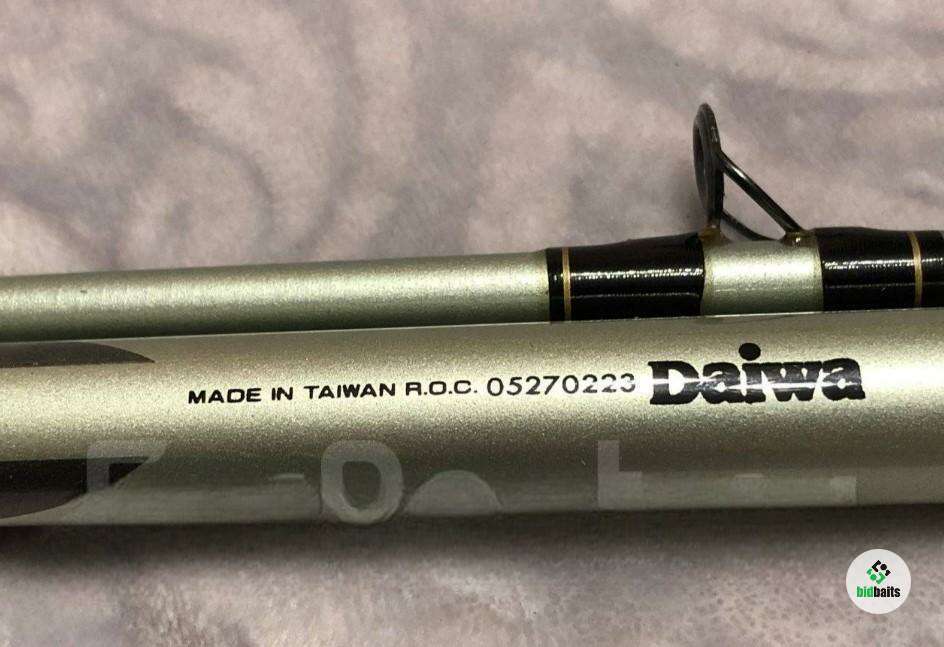 MADE IN TAIWAN R.O.C. 05270223 Daiwa
bidbaits